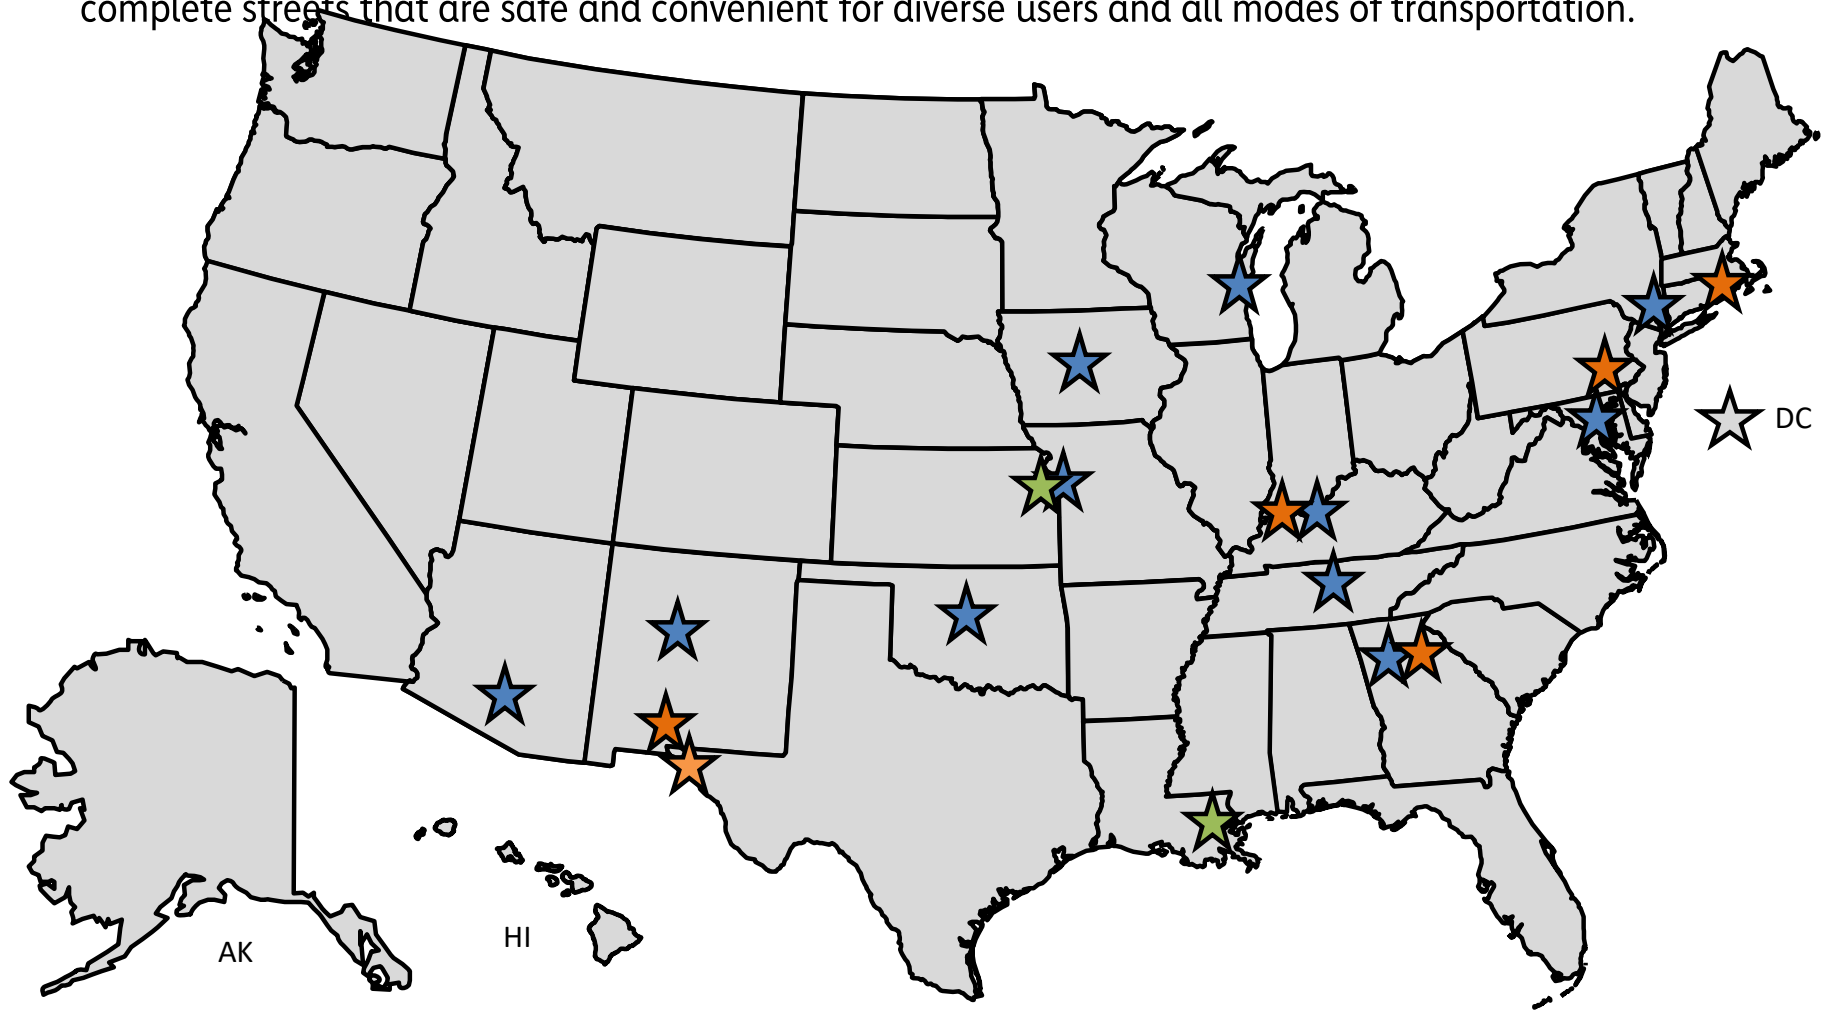 complete streets that are safe and convenient for diverse users and all modes of transportation.
DC
HI
AK